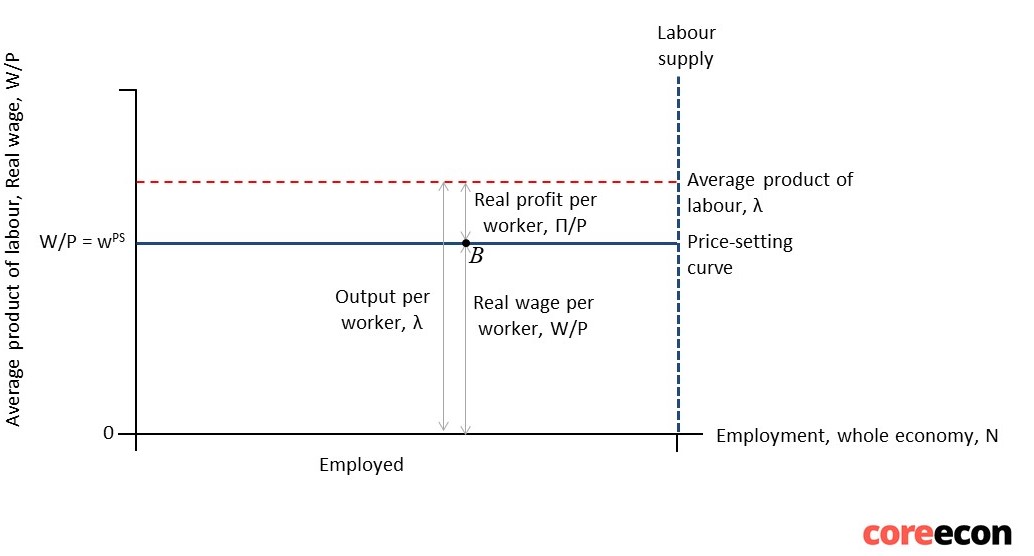 Labour
supply
Average product of labour, Real wage, W/P
Average product of
labour, λ
Real profit per
worker, Π/P
W/P = wᴾˢ
Price-setting
curve
B
Output per
worker, λ
Real wage per
worker, W/P
0
Employment, whole economy, N
Employed
coreecon